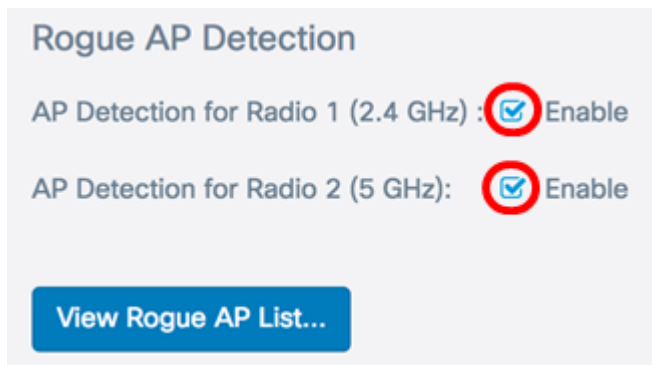 Rogue AP Detection
AP Detection for Radio 1 (2.4 GHz) : Enable
AP Detection for Radio 2 (5 GHz): Enable
View Rogue AP List...